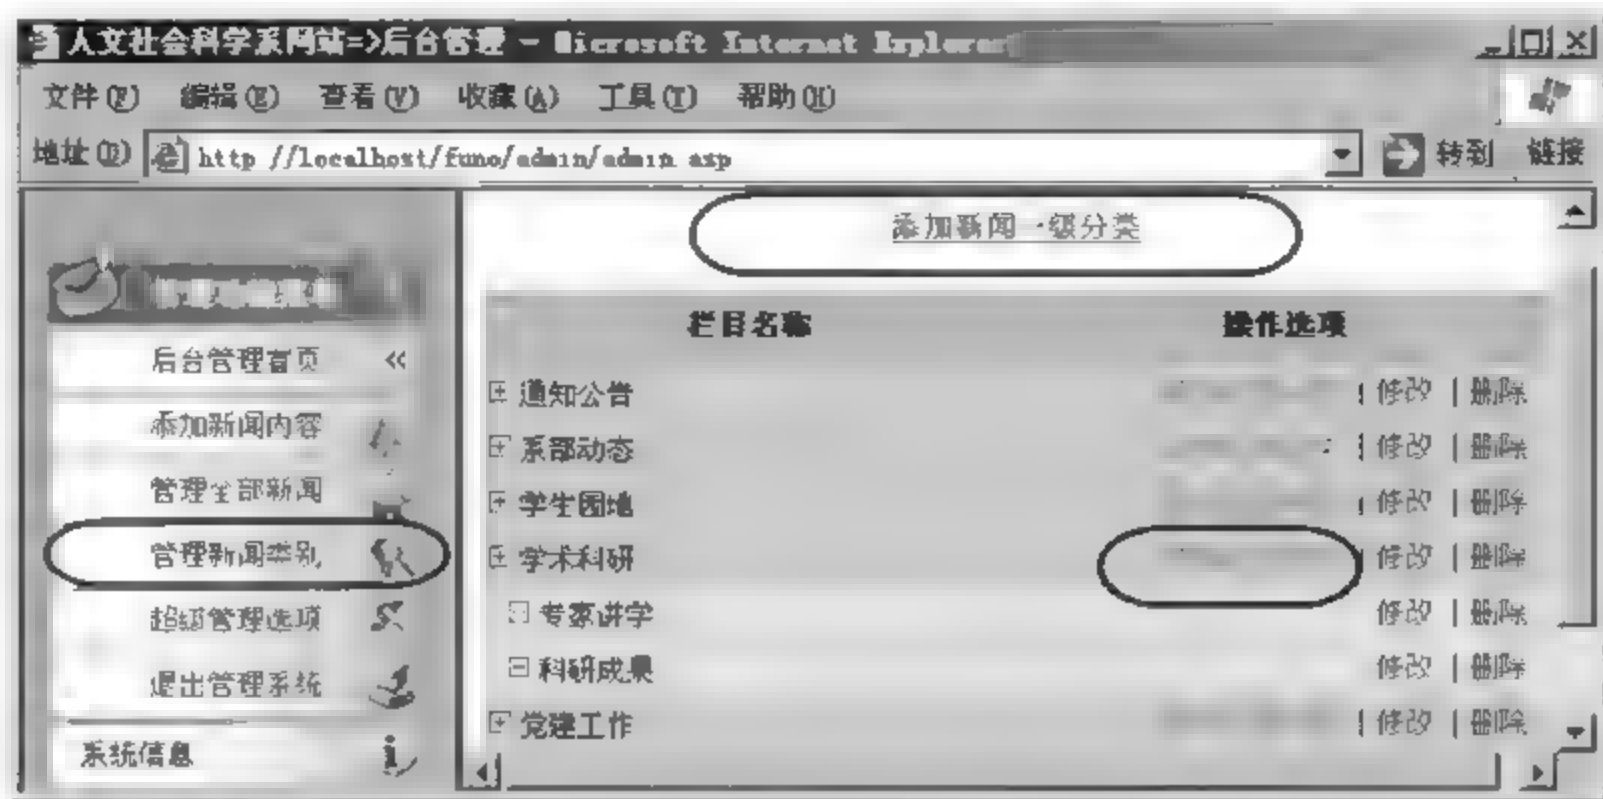 人文社会科学系网站=>后台管理 - Microsoft Internet Explorer
文件(F) 编辑(E) 查看(V) 收藏(A) 工具(T) 帮助(H)
地址(D) http //localhost/funo/admin/admin asp 转到 链接
添加新闻一级分类
栏目名称 操作选项
后台管理首页 «
添加新闻内容
管理全部新闻
管理新闻类别
超级管理选项
退出管理系统
系统信息
通知公告 | 修改 | 删除
系部动态 | 修改 | 删除
学生园地 | 修改 | 删除
学术科研 | 修改 | 删除
专家讲学 修改 | 删除
科研成果 修改 | 删除
党建工作 | 修改 | 删除